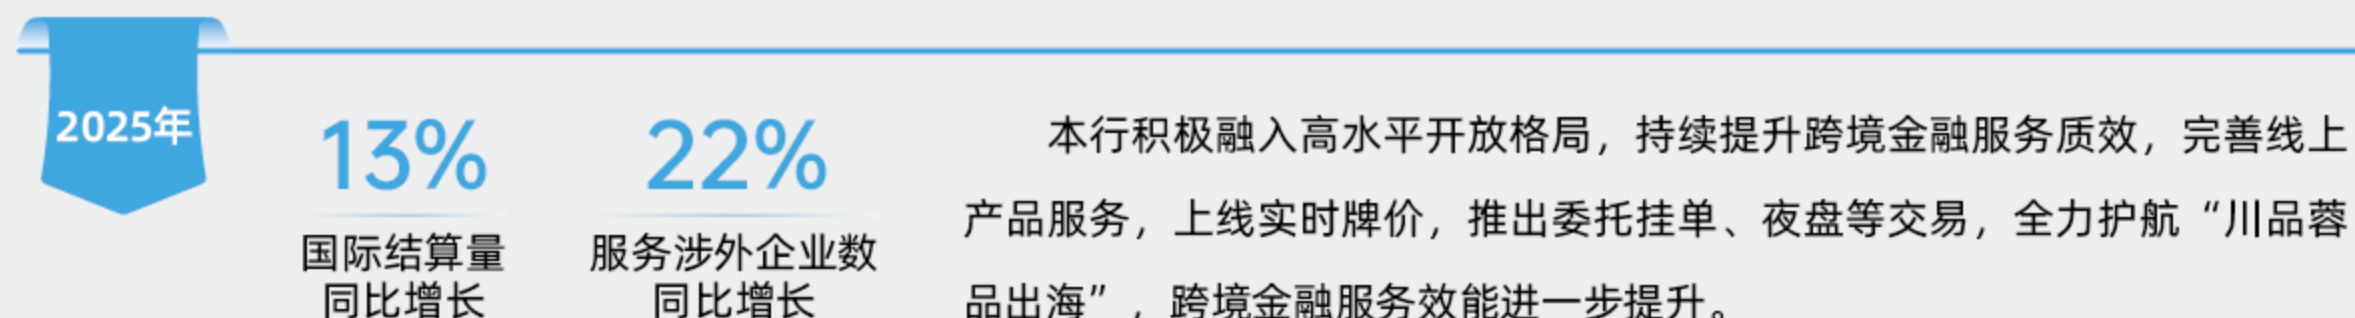 2025年
13%
国际结算量
同比增长
22%
服务涉外企业数
同比增长
本行积极融入高水平开放格局，持续提升跨境金融服务质效，完善线上
产品服务，上线实时牌价，推出委托挂单、夜盘等交易，全力护航“川品蓉
品出海”，跨境金融服务效能进一步提升。